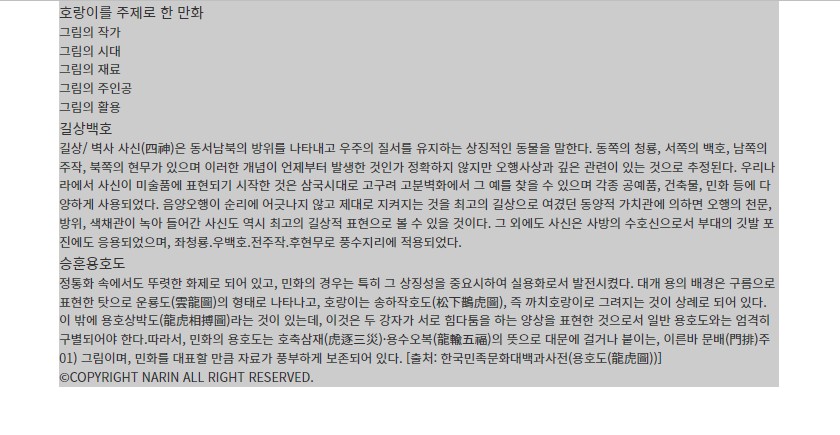 호랑이를 주제로 한 만화
그림의 작가
그림의 시대
그림의 재료
그림의 주인공
그림의 활용
길상백호
길상/ 벽사 사신(四神)은 동서남북의 방위를 나타내고 우주의 질서를 유지하는 상징적인 동물을 말한다. 동쪽의 청룡, 서쪽의 백호, 남쪽의
주작, 북쪽의 현무가 있으며 이러한 개념이 언제부터 발생한 것인가 정확하지 않지만 오행사상과 깊은 관련이 있는 것으로 추정된다. 우리나
라에서 사신이 미술품에 표현되기 시작한 것은 삼국시대로 고구려 고분벽화에서 그 예를 찾을 수 있으며 각종 공예품, 건축물, 민화 등에 다
양하게 사용되었다. 음양오행이 순리에 어긋나지 않고 제대로 지켜지는 것을 최고의 길상으로 여겼던 동양적 가치관에 의하면 오행의 천문,
방위, 색채관이 녹아 들어간 사신도 역시 최고의 길상적 표현으로 볼 수 있을 것이다. 그 외에도 사신은 사방의 수호신으로서 부대의 깃발 포
진에도 응용되었으며, 좌청룡.우백호.전주작.후현무로 풍수지리에 적용되었다.
승훈용호도
정통화 속에서도 뚜렷한 화제로 되어 있고, 민화의 경우는 특히 그 상징성을 중요시하여 실용화로서 발전시켰다. 대개 용의 배경은 구름으로
표현한 탓으로 운룡도(雲龍圖)의 형태로 나타나고, 호랑이는 송하작호도(松下鵲虎圖), 즉 까치호랑이로 그려지는 것이 상례로 되어 있다.
이 밖에 용호상박도(龍虎相搏圖)라는 것이 있는데, 이것은 두 강자가 서로 힘다툼을 하는 양상을 표현한 것으로서 일반 용호도와는 엄격히
구별되어야 한다.따라서, 민화의 용호도는 호축삼재(虎逐三災)·용수오복(龍輸五福)의 뜻으로 대문에 걸거나 붙이는, 이른바 문배(門排)주
01) 그림이며, 민화를 대표할 만큼 자료가 풍부하게 보존되어 있다. [출처: 한국민족문화대백과사전(용호도(龍虎圖))]
©COPYRIGHT NARIN ALL RIGHT RESERVED.